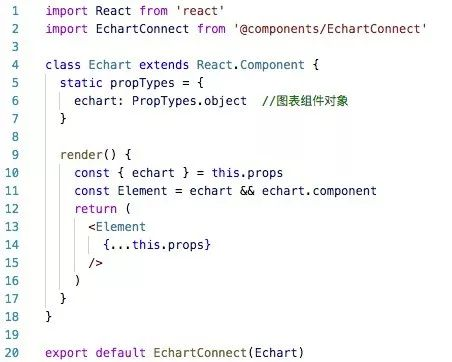 1 import React from 'react'
2 import EchartConnect from '@components/EchartConnect'
3
4 class Echart extends React.Component {
5   static propTypes = {
6     echart: PropTypes.object  //图表组件对象
7   }
8
9   render() {
10     const { echart } = this.props
11     const Element = echart && echart.component
12     return (
13       <Element
14         {...this.props}
15       />
16     )
17   }
18 }
19
20 export default EchartConnect(Echart)